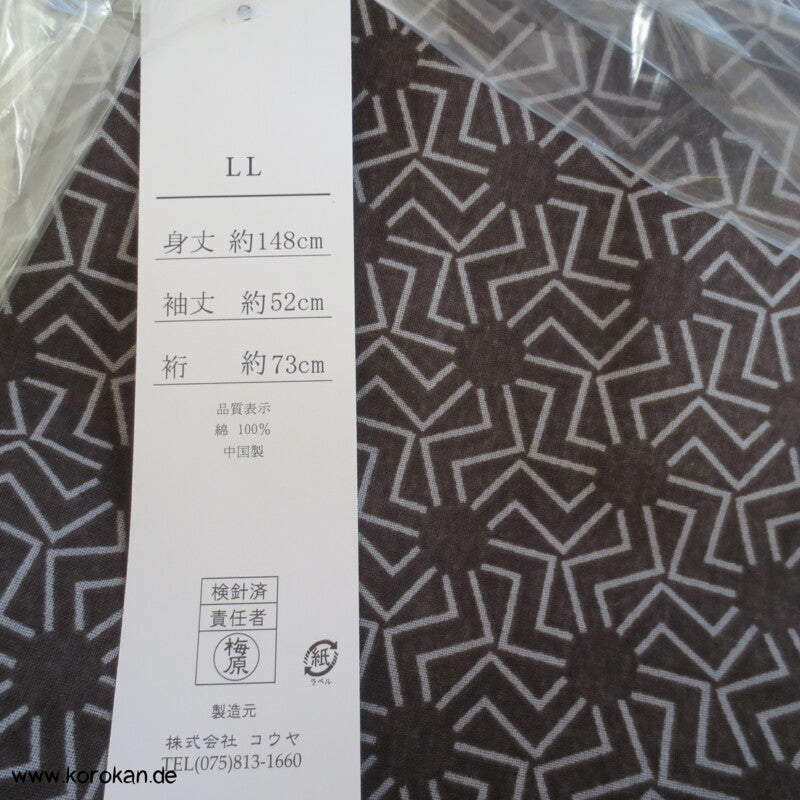 LL
身丈 約148cm
袖丈 約52cm
裄 約73cm
品質表示
綿 100%
中国製
検針済
責任者
梅原
紙
ラベル
製造元
株式会社 コウヤ
TEL(075)813-1660
www.korokan.de